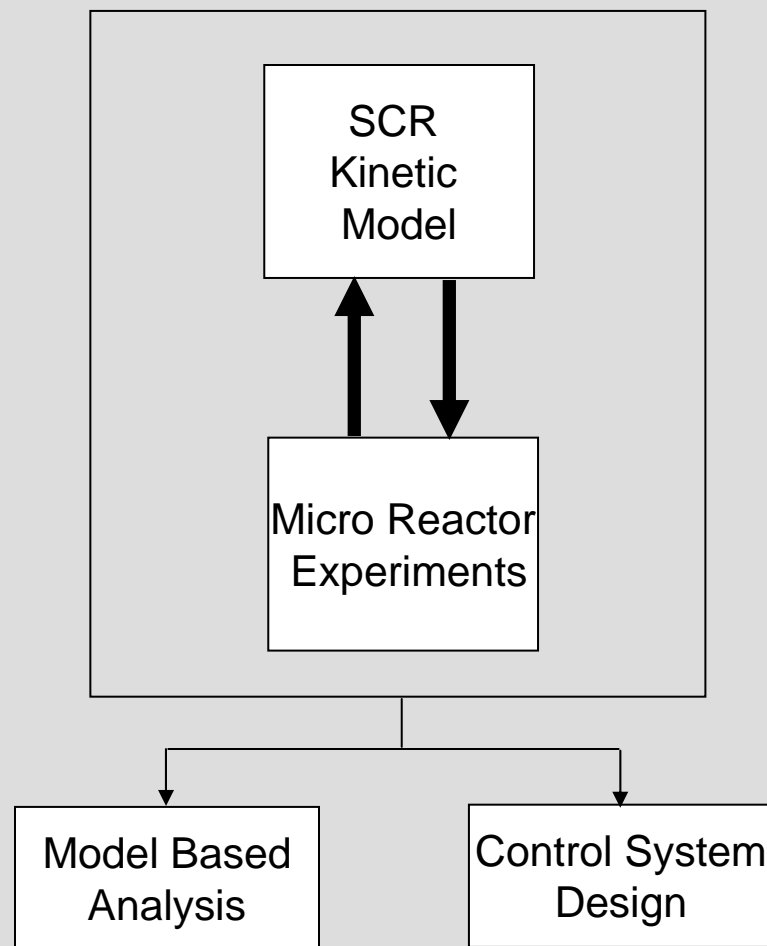 SCR
Kinetic
Model
Micro Reactor
Experiments
Model Based
Analysis
Control System
Design